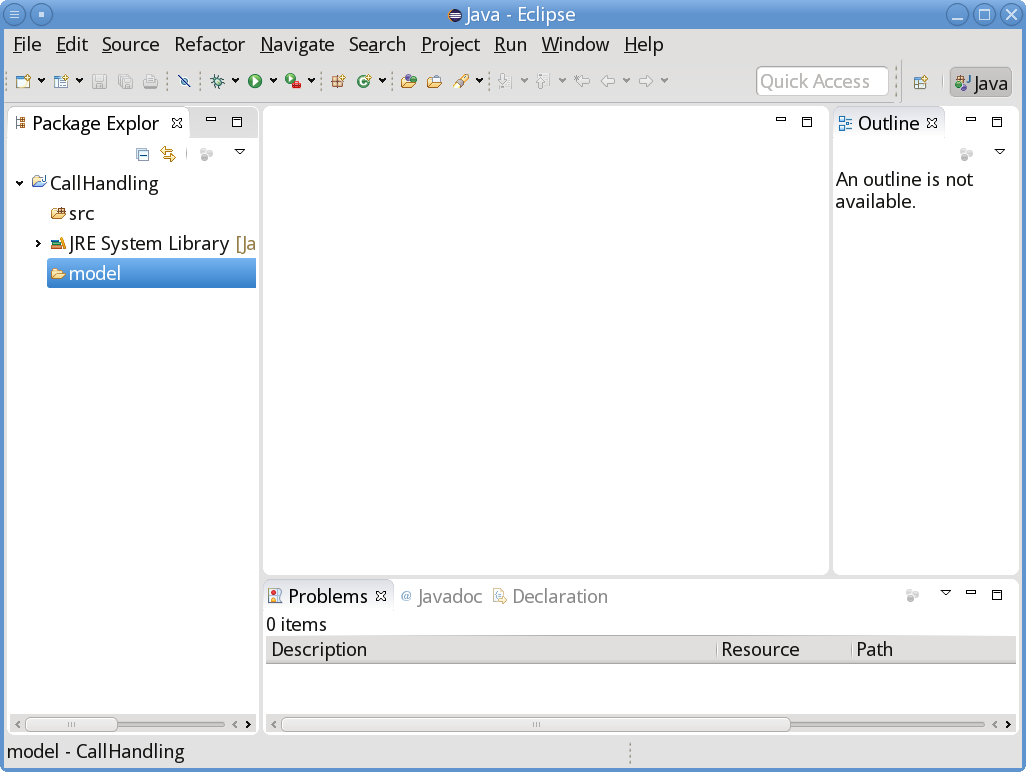 Java - Eclipse
File Edit Source Refactor Navigate Search Project Run Window Help
Quick Access
Java
Package Explor
CallHandling
src
JRE System Library [Ja
model
Outline
An outline is not
available.
Problems @ Javadoc Declaration
0 items
Description Resource Path
model - CallHandling